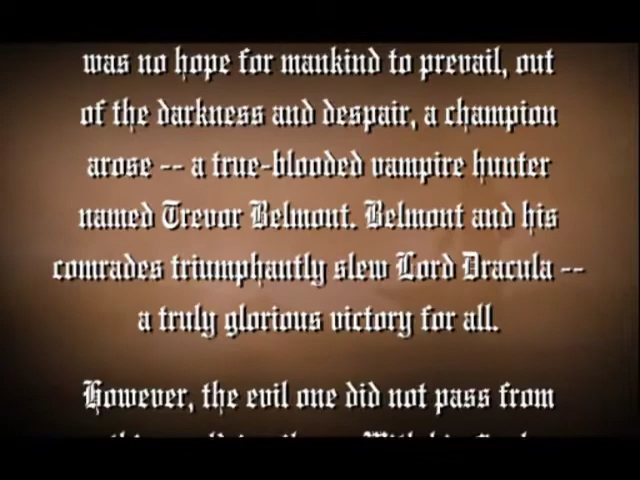 was no hope for mankind to prevail, out
of the darkness and despair, a champion
arose -- a true-blooded vampire hunter
named Trevor Belmont. Belmont and his
comrades triumphantly slew Lord Dracula --
a truly glorious victory for all.
However, the evil one did not pass from